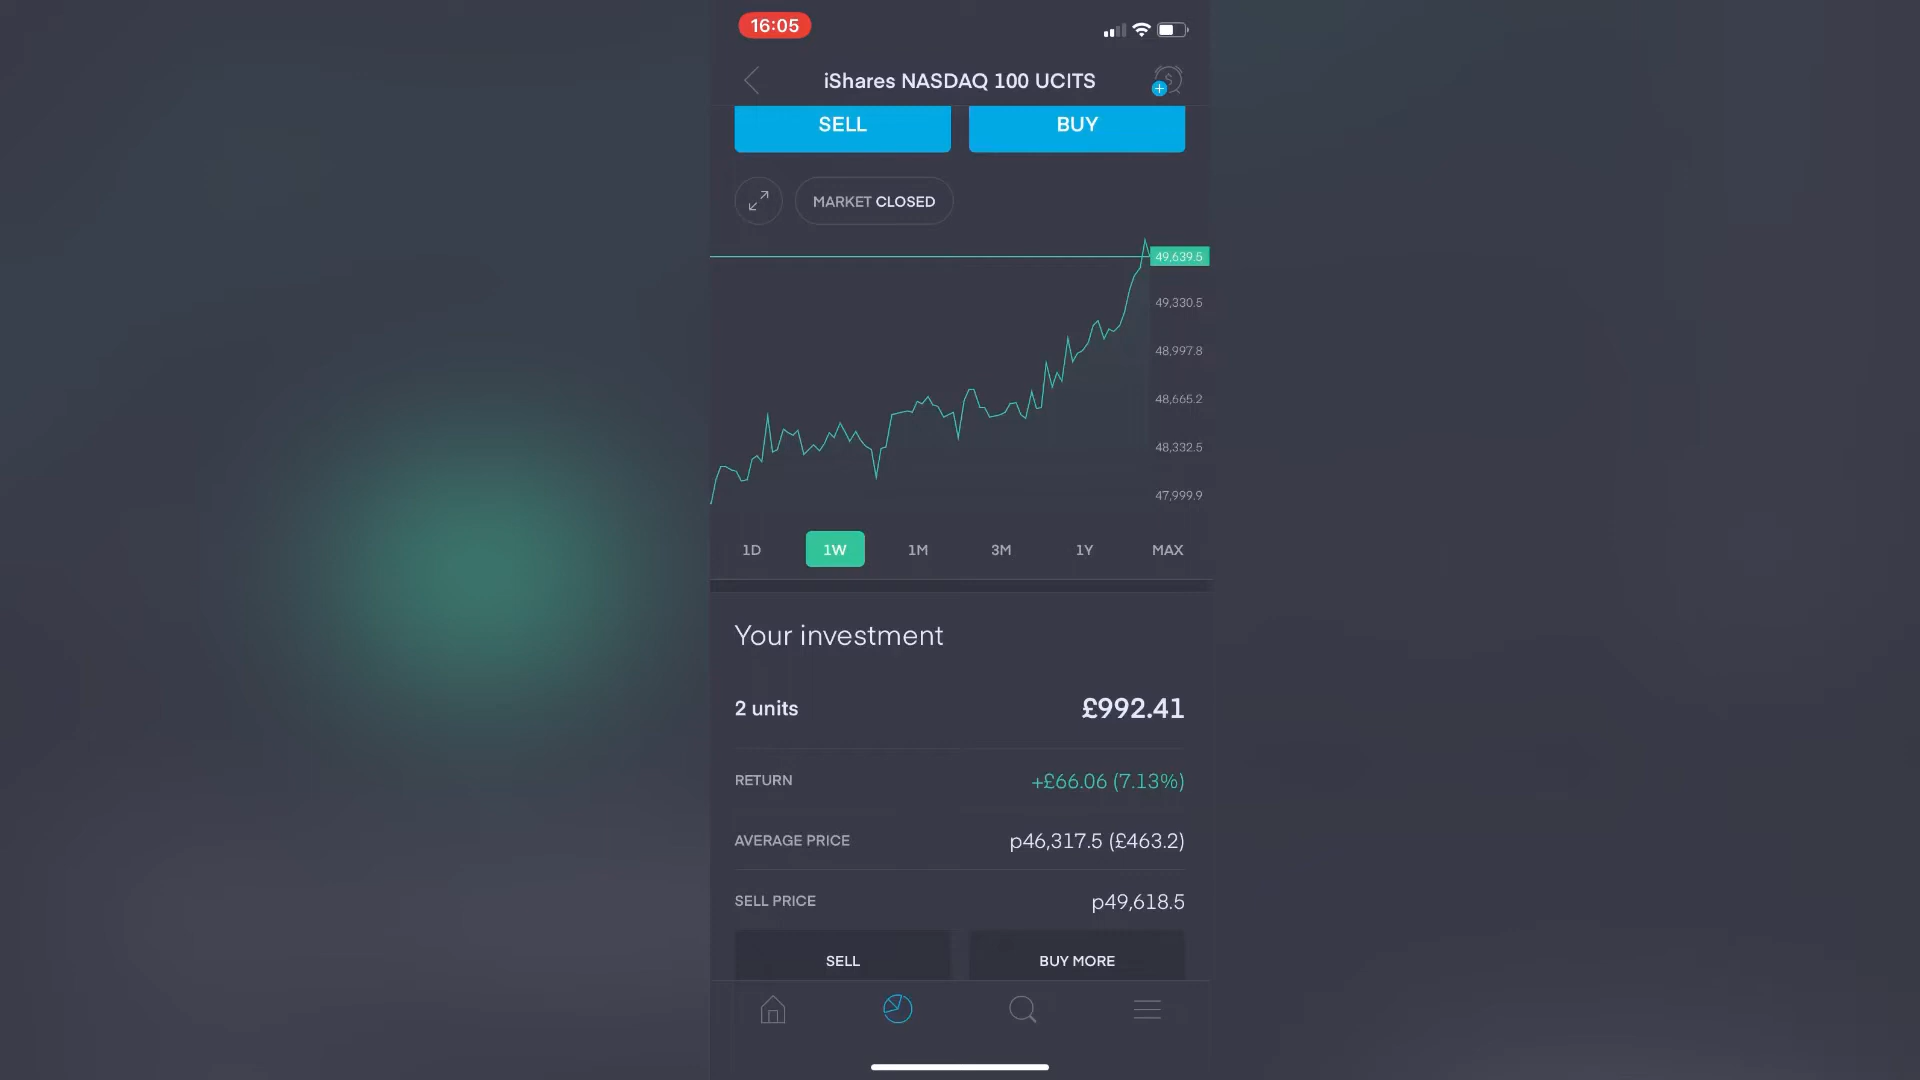 16:05
iShares NASDAQ 100 UCITS
SELL
BUY
MARKET CLOSED
49,639.5
49,330.5
48,997.8
48,665.2
48,332.5
47,999.9
1D
1W
1M
3M
1Y
MAX
Your investment
2 units
£992.41
RETURN
+£66.06 (7.13%)
AVERAGE PRICE
p46,317.5 (£463.2)
SELL PRICE
p49,618.5
SELL
BUY MORE